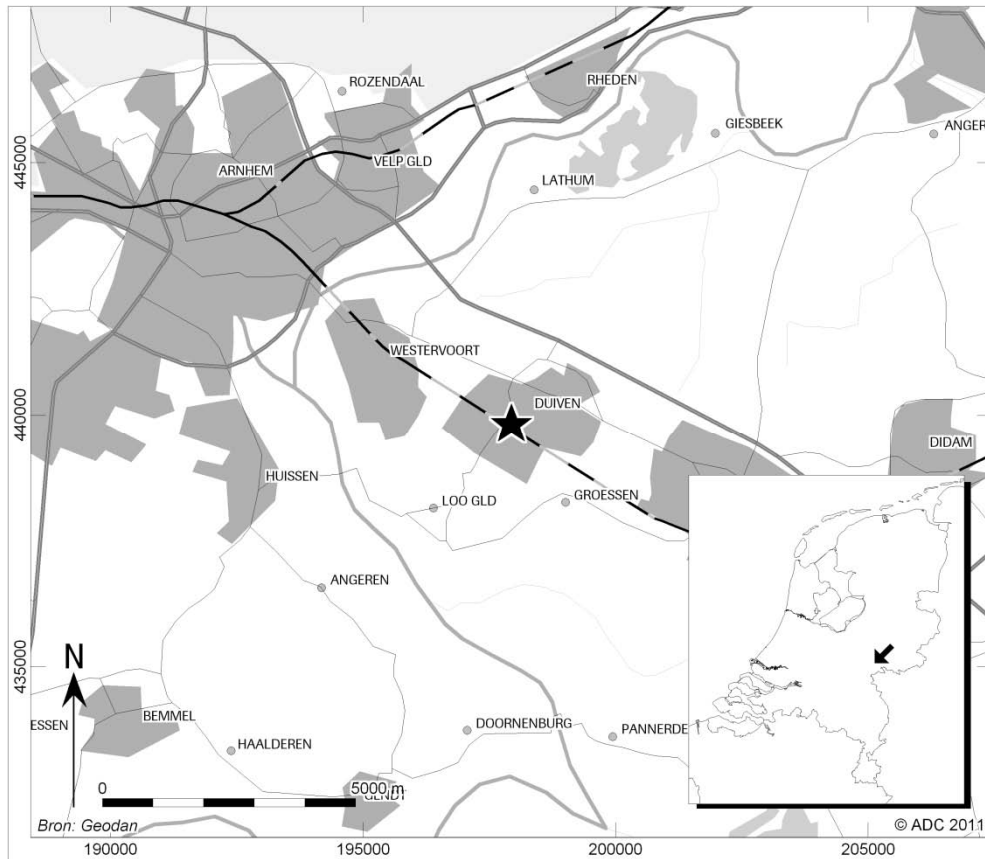 ROZENDAAL
RHEDEN
GIESBEEK
ANGER
445000
ARNHEM
VELP GLD
LATHUM
WESTERVOORT
440000
DUIVEN
DIDAM
HUISSEN
LOO GLD
GROESSEN
ANGEREN
435000
N
ESSEN
BEMMEL
HAALDEREN
DOORNENBURG
PANNERDE
0
5000 m
GENDT
Bron: Geodan
© ADC 2011
190000
195000
200000
205000